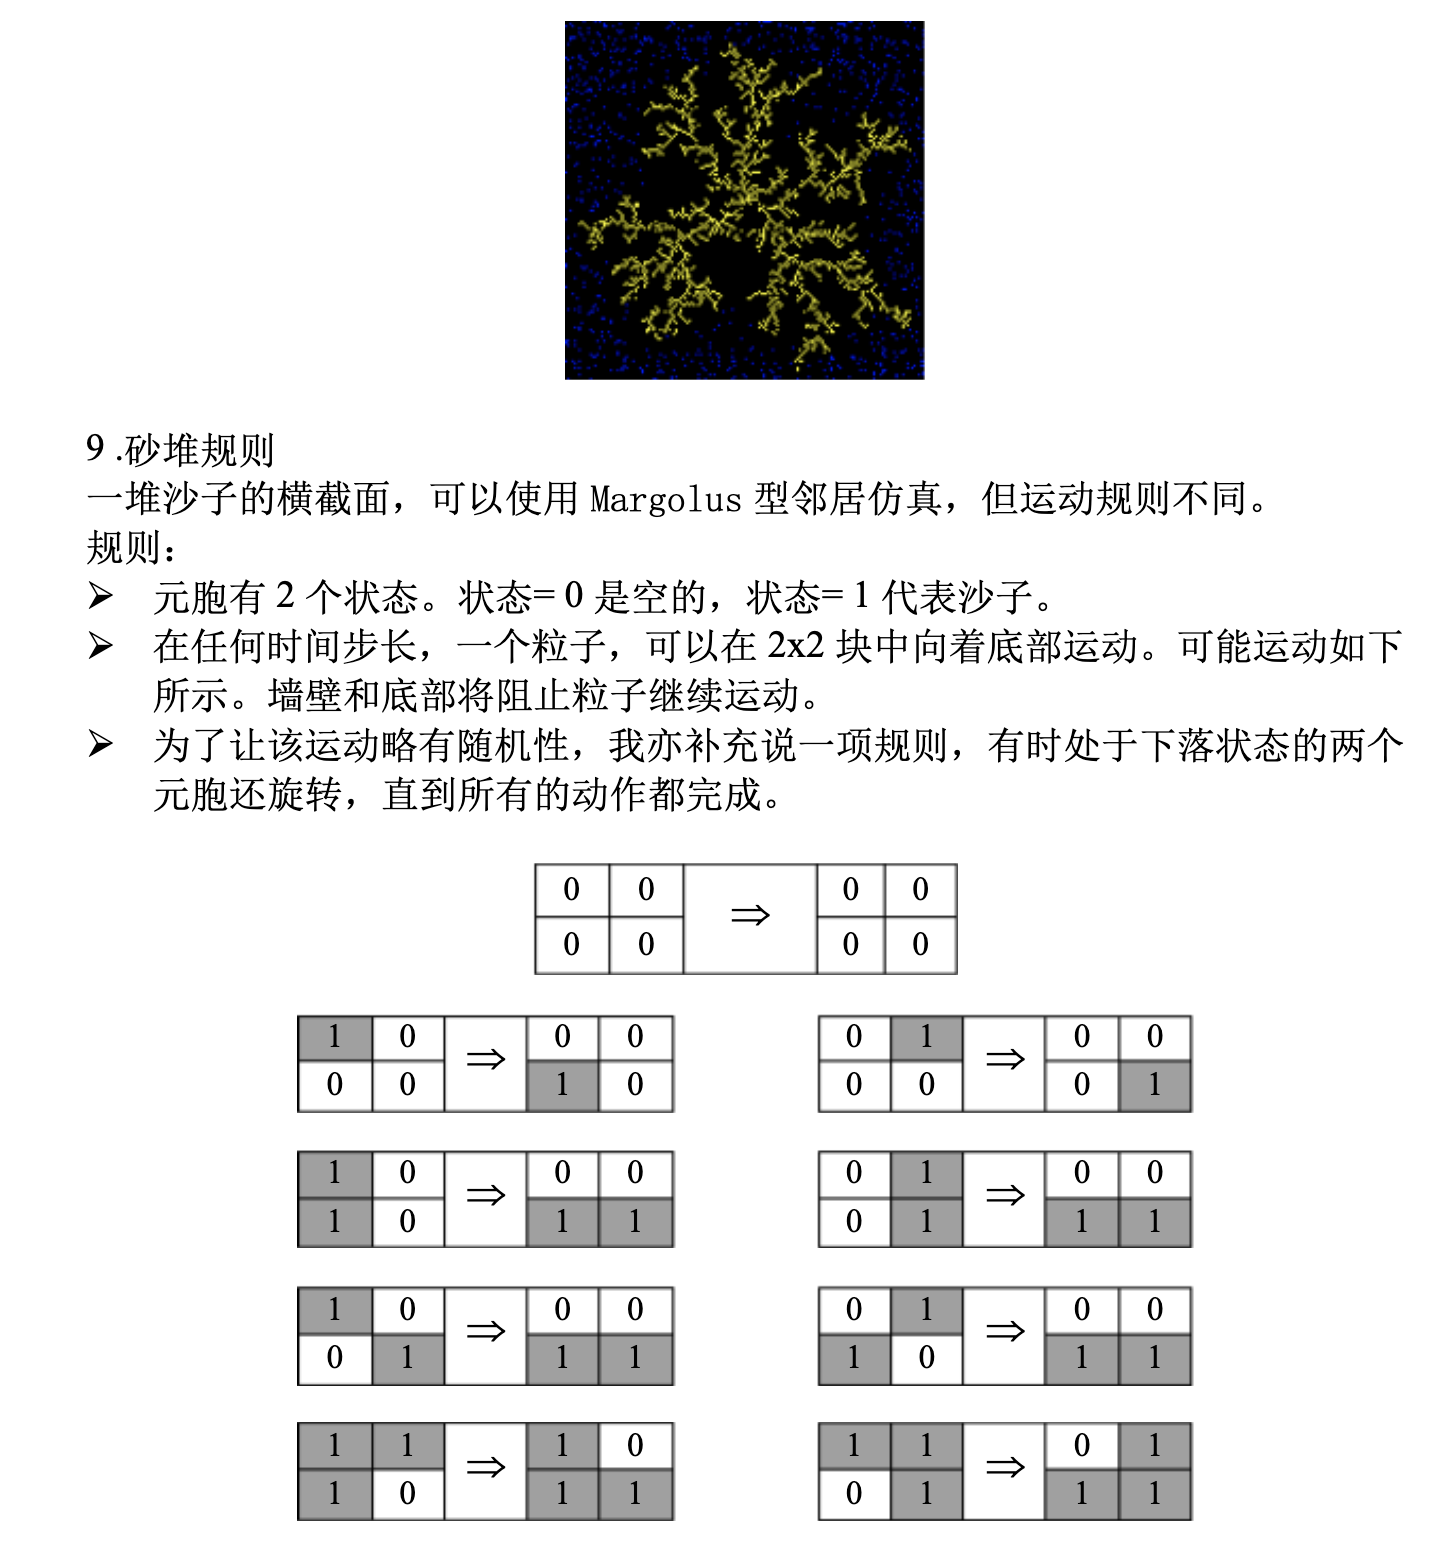 9 .砂堆规则
一堆沙子的横截面，可以使用 Margolus 型邻居仿真，但运动规则不同。
规则：
➢ 元胞有 2 个状态。状态= 0 是空的，状态= 1 代表沙子。
➢ 在任何时间步长，一个粒子，可以在 2x2 块中向着底部运动。可能运动如下
所示。墙壁和底部将阻止粒子继续运动。
➢ 为了让该运动略有随机性，我亦补充说一项规则，有时处于下落状态的两个
元胞还旋转，直到所有的动作都完成。
0 0 ⇒ 0 0
0 0 0 0
1 0 ⇒ 0 0
0 0 1 0
0 1 ⇒ 0 0
0 0 0 1
1 0 ⇒ 0 0
1 0 1 1
0 1 ⇒ 0 0
0 1 1 1
1 0 ⇒ 0 0
0 1 1 1
0 1 ⇒ 0 0
1 0 1 1
1 1 ⇒ 1 0
1 0 1 1
1 1 ⇒ 0 1
0 1 1 1